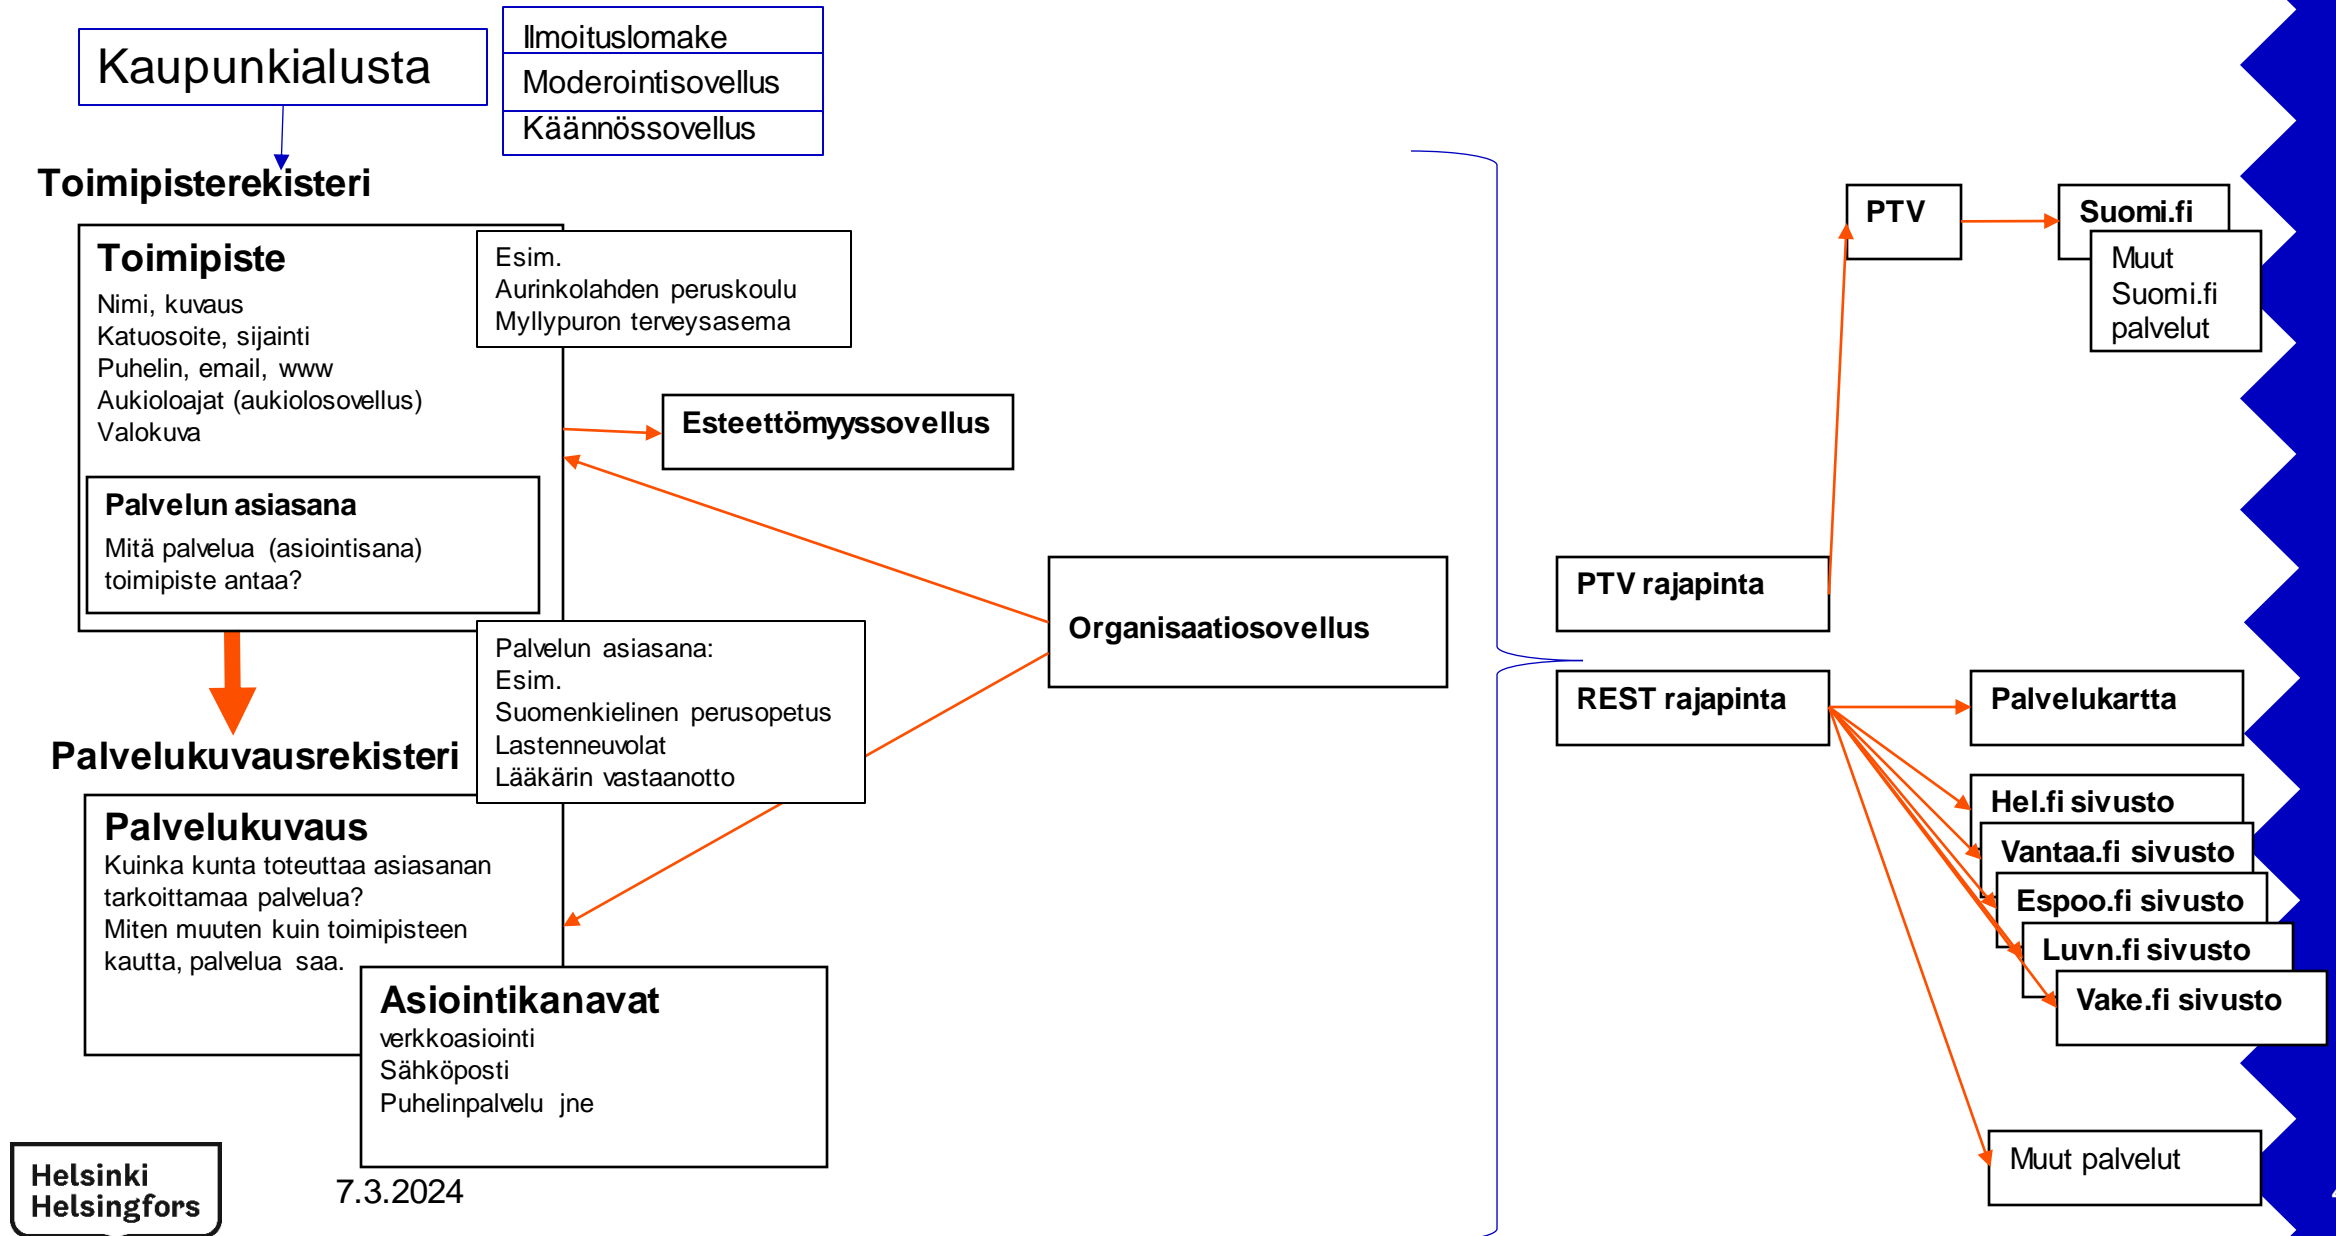 Kaupunkialusta
Ilmoituslomake
Moderointisovellus
Käännössovellus
Toimipisterekisteri
Toimipiste
Nimi, kuvaus
Katuosoite, sijainti
Puhelin, email, www
Aukioloajat (aukiolosovellus)
Valokuva
Esim.
Aurinkolahden peruskoulu
Myllypuron terveysasema
Esteettömyyssovellus
Palvelun asiasana
Mitä palvelua (asiointisana)
toimipiste antaa?
Palvelun asiasana:
Esim.
Suomenkielinen perusopetus
Lastenneuvolat
Lääkärin vastaanotto
Organisaatiosovellus
Palvelukuvausrekisteri
Palvelukuvaus
Kuinka kunta toteuttaa asiasanan
tarkoittamaa palvelua?
Miten muuten kuin toimipisteen
kautta, palvelua saa.
Asiointikanavat
verkkoasiointi
Sähköposti
Puhelinpalvelu jne
PTV
Suomi.fi
Muut
Suomi.fi
palvelut
PTV rajapinta
REST rajapinta
Palvelukartta
Hel.fi sivusto
Vantaa.fi sivusto
Espoo.fi sivusto
Luvn.fi sivusto
Vake.fi sivusto
Muut palvelut
Helsinki
Helsingfors
7.3.2024